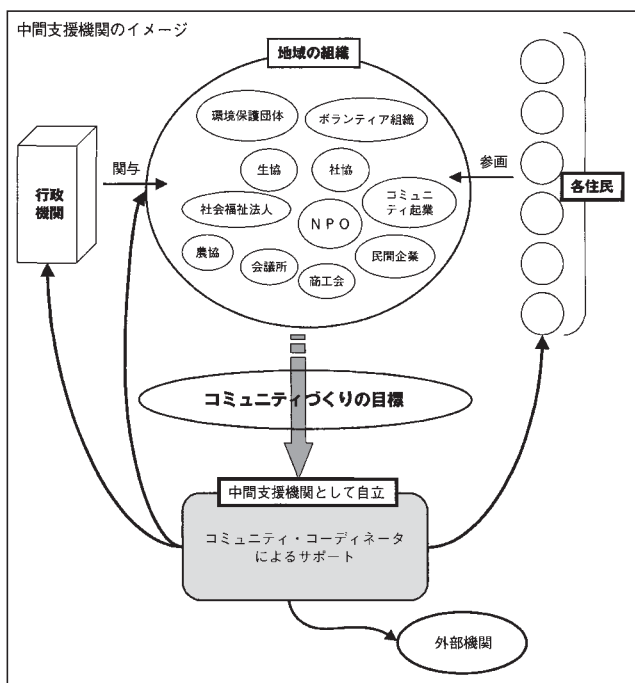 中間支援機関のイメージ
地域の組織
環境保護団体
ボランティア組織
生協
社協
社会福祉法人
NPO
コミュニ
ティ起業
農協
会議所
商工会
民間企業
行政
機関
関与
参画
各住民
コミュニティづくりの目標
中間支援機関として自立
コミュニティ・コーディネータ
によるサポート
外部機関